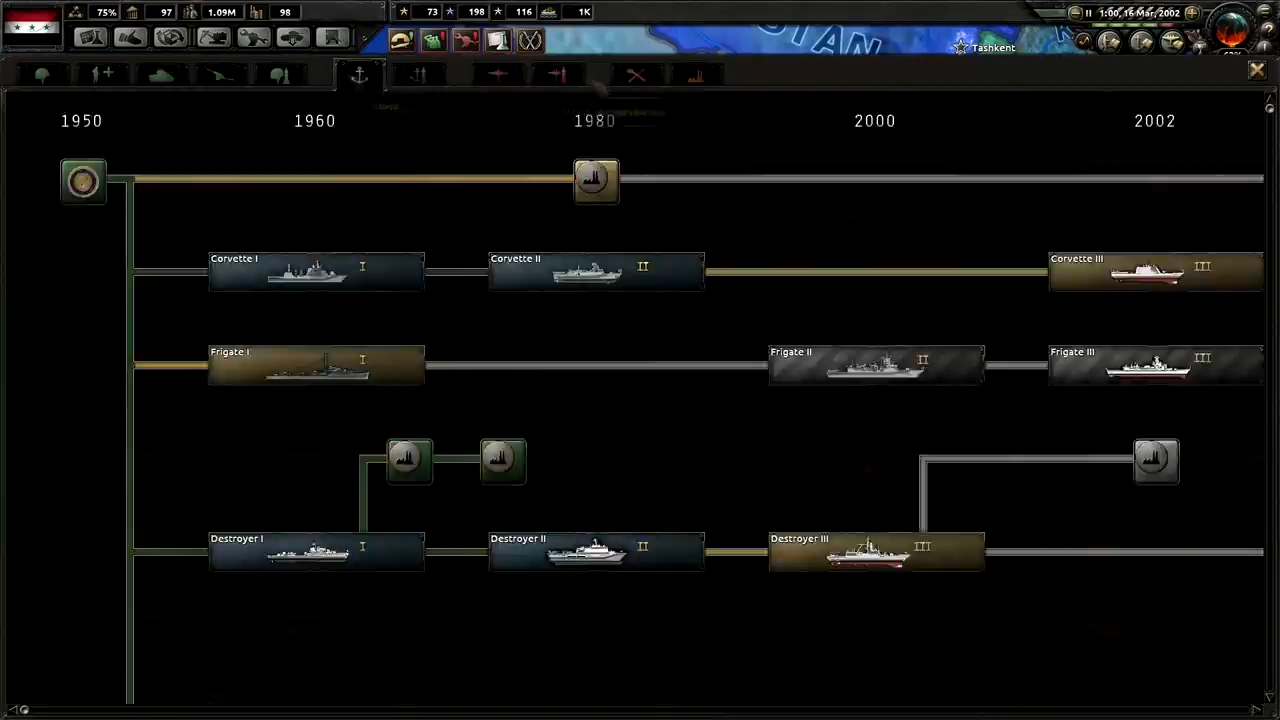 75% 97 1.09M 98 73 198 116 1K 1:00, 16 Mar, 2002
TAN
Tashkent
1950 1960 1980 2000 2002
Corvette I I Corvette II II Corvette III III
Frigate I I Frigate II II Frigate III III
Destroyer I I Destroyer II II Destroyer III III